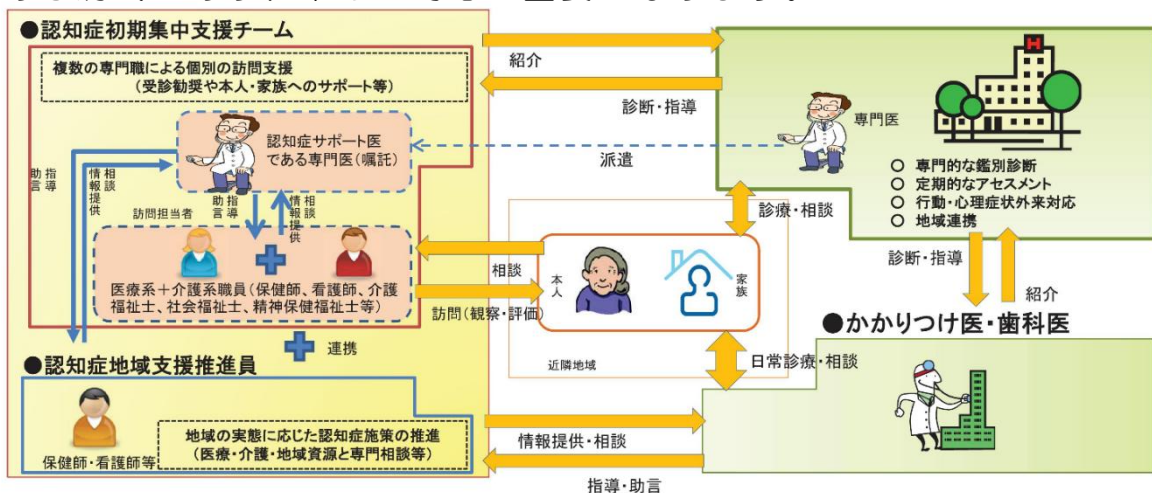 ●認知症初期集中支援チーム
複数の専門職による個別の訪問支援
(受診勧奨や本人・家族へのサポート等)
認知症サポート医
である専門医(嘱託)
指導
助言
相談
情報提供
訪問担当者
指導
助言
相談
情報提供
医療系+介護系職員(保健師、看護師、介護
福祉士、社会福祉士、精神保健福祉士等)
連携
●認知症地域支援推進員
地域の実態に応じた認知症施策の推進
(医療・介護・地域資源と専門相談等)
保健師・看護師等
紹介
診断・指導
派遣
相談
訪問(観察・評価)
本人
家族
近隣地域
診療・相談
日常診療・相談
情報提供・相談
指導・助言
H
専門医
○ 専門的な鑑別診断
○ 定期的なアセスメント
○ 行動・心理症状外来対応
○ 地域連携
診断・指導
紹介
●かかりつけ医・歯科医